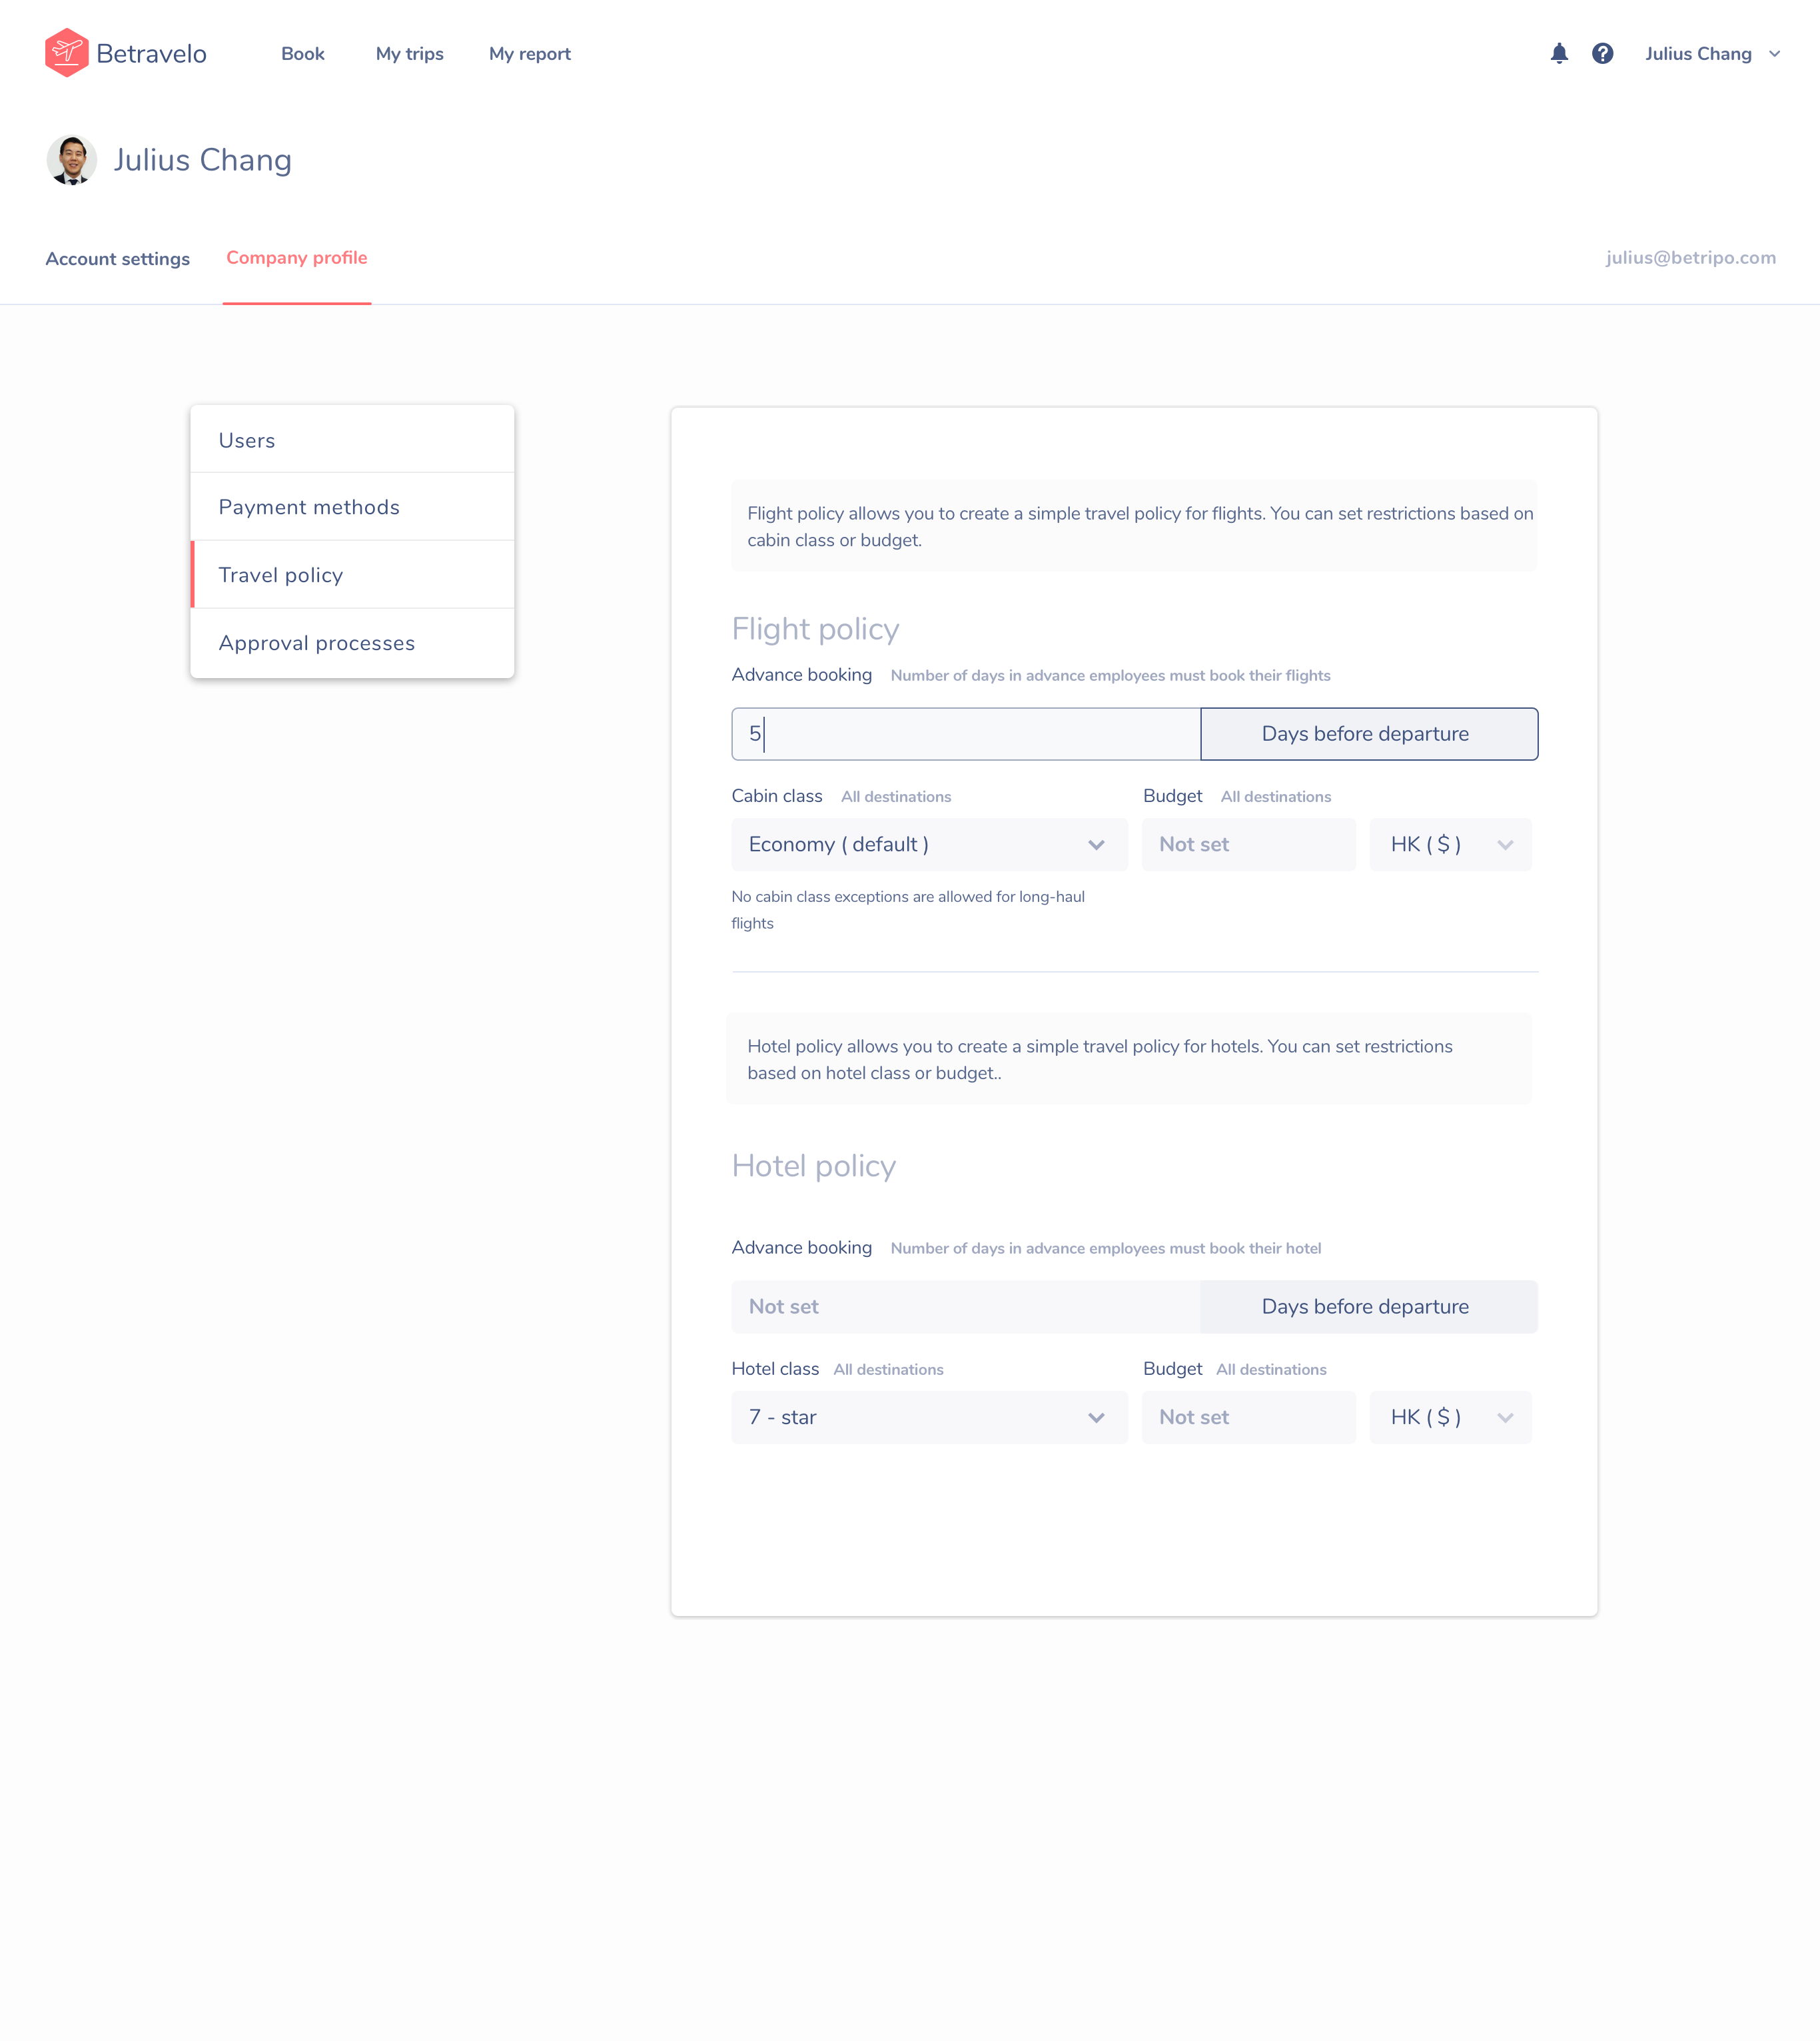 Betravelo
Book
My trips
My report
Julius Chang
Julius Chang
Account settings
Company profile
julius@betripo.com
Users
Payment methods
Travel policy
Approval processes
Flight policy allows you to create a simple travel policy for flights. You can set restrictions based on
cabin class or budget.
Flight policy
Advance booking Number of days in advance employees must book their flights
5 Days before departure
Cabin class All destinations Budget All destinations
Economy ( default ) Not set HK ( $ )
No cabin class exceptions are allowed for long-haul
flights
Hotel policy allows you to create a simple travel policy for hotels. You can set restrictions
based on hotel class or budget..
Hotel policy
Advance booking Number of days in advance employees must book their hotel
Not set Days before departure
Hotel class All destinations Budget All destinations
7 - star Not set HK ( $ )